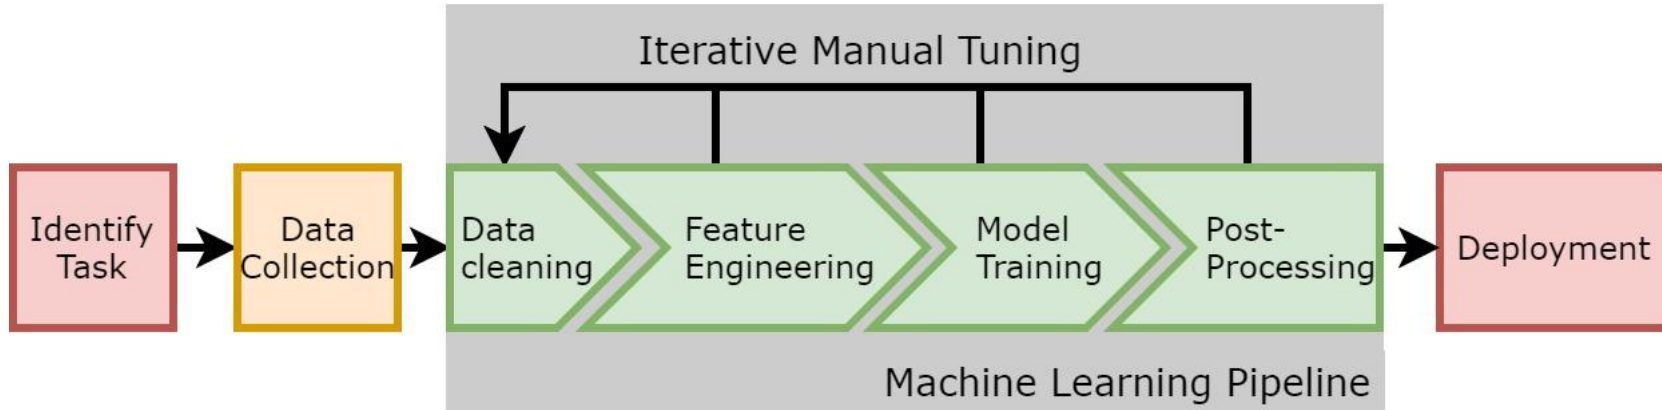 Iterative Manual Tuning
Identify
Task
Data
Collection
Data
cleaning
Feature
Engineering
Model
Training
Post-
Processing
Deployment
Machine Learning Pipeline